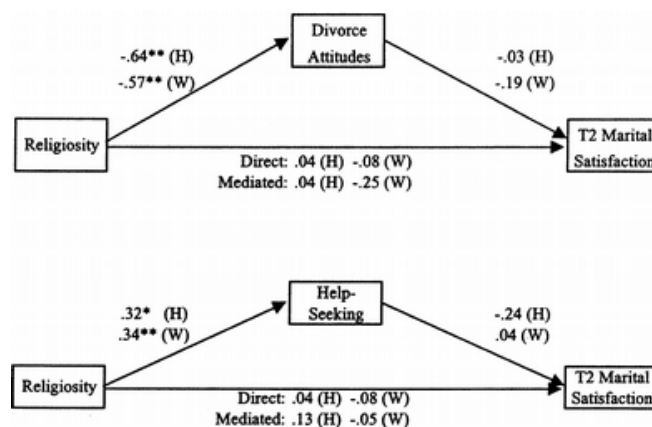 Divorce
Attitudes
-.64** (H)
-.57** (W)
-.03 (H)
-.19 (W)
Religiosity
T2 Marital
Satisfaction
Direct: .04 (H) -.08 (W)
Mediated: .04 (H) -.25 (W)
Help-
Seeking
.32* (H)
.34** (W)
-.24 (H)
.04 (W)
Religiosity
T2 Marital
Satisfaction
Direct: .04 (H) -.08 (W)
Mediated: .13 (H) -.05 (W)